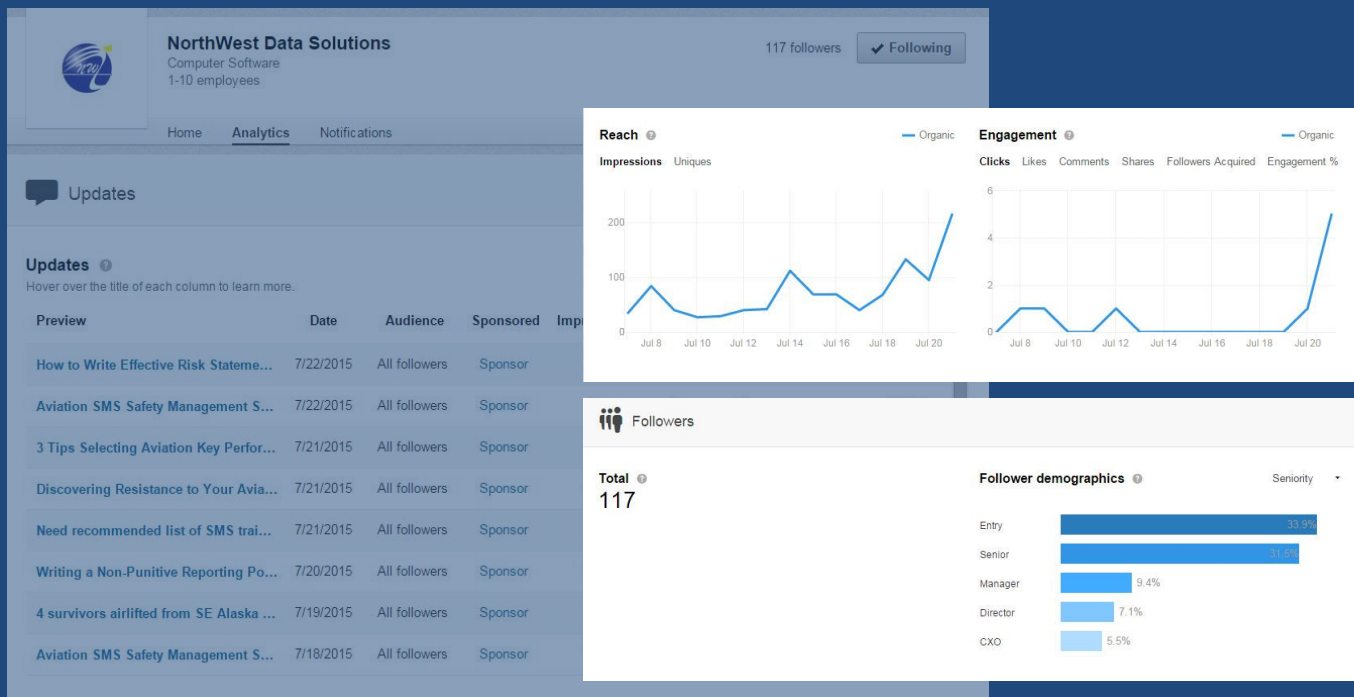 NW
NorthWest Data Solutions
Computer Software
1-10 employees
117 followers
✔ Following
Home Analytics Notifications
Updates
Updates ?
Hover over the title of each column to learn more.
Preview Date Audience Sponsored Impr
How to Write Effective Risk Stateme... 7/22/2015 All followers Sponsor
Aviation SMS Safety Management S... 7/22/2015 All followers Sponsor
3 Tips Selecting Aviation Key Perfor... 7/21/2015 All followers Sponsor
Discovering Resistance to Your Avia... 7/21/2015 All followers Sponsor
Need recommended list of SMS trai... 7/21/2015 All followers Sponsor
Writing a Non-Punitive Reporting Po... 7/20/2015 All followers Sponsor
4 survivors airlifted from SE Alaska ... 7/19/2015 All followers Sponsor
Aviation SMS Safety Management S... 7/18/2015 All followers Sponsor
Reach ? Organic
Impressions Uniques
200
100
0
Jul 8 Jul 10 Jul 12 Jul 14 Jul 16 Jul 18 Jul 20
Engagement ? Organic
Clicks Likes Comments Shares Followers Acquired Engagement %
6
4
2
0
Jul 8 Jul 10 Jul 12 Jul 14 Jul 16 Jul 18 Jul 20
Followers
Total ?
117
Follower demographics ? Seniority
Entry 33.9%
Senior 31.5%
Manager 9.4%
Director 7.1%
CXO 5.5%